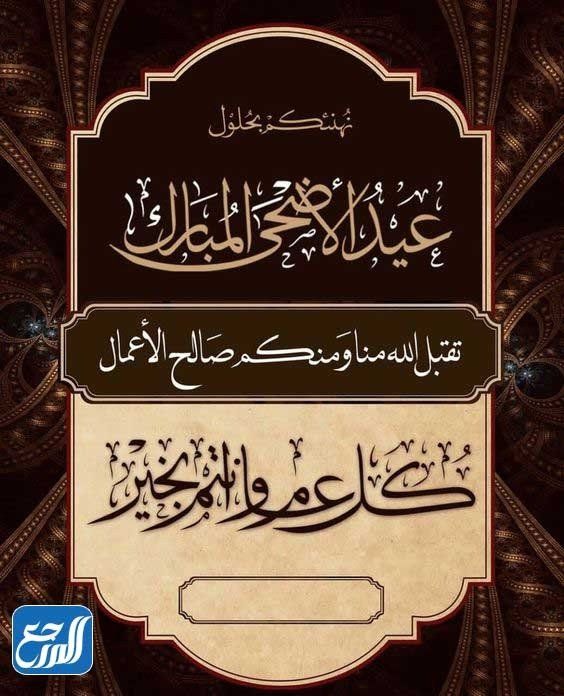 نهنئكم بحلول
عيد الأضحى المبارك
تقبل الله منا ومنكم صالح الأعمال
كل عام وانتم بخير
المرجع